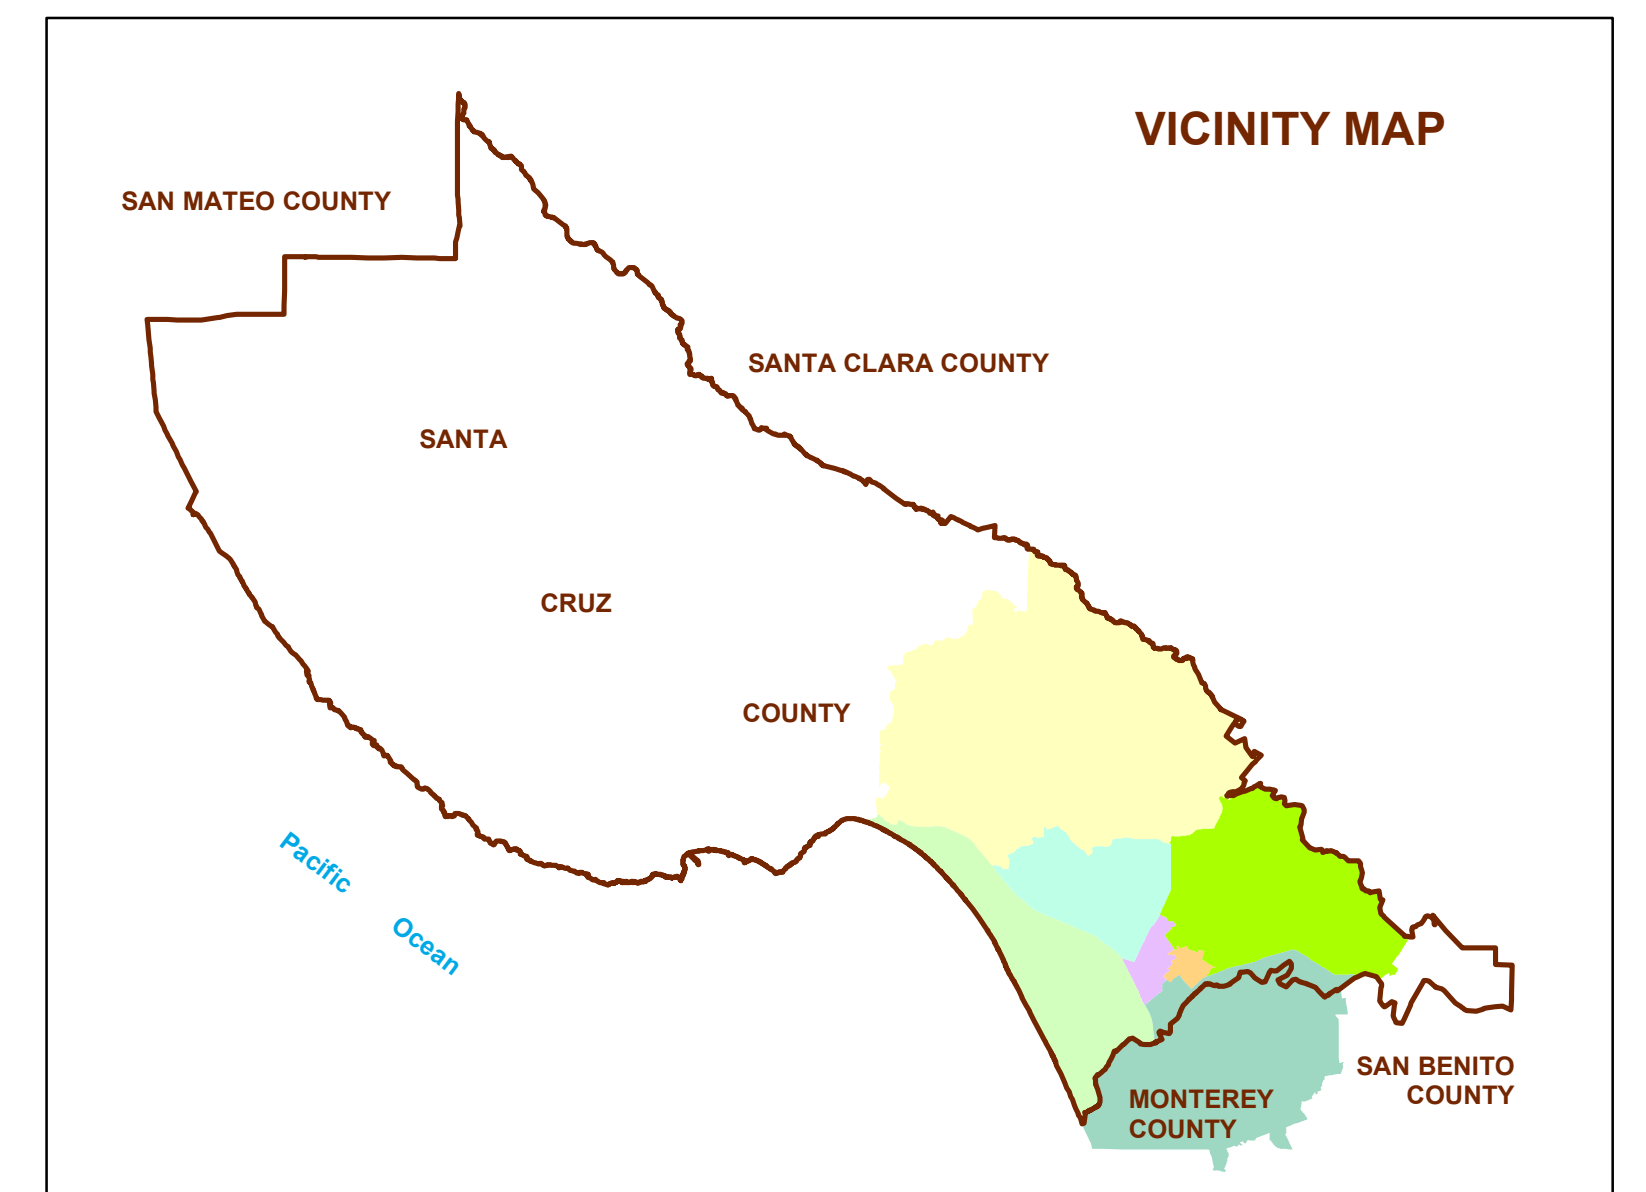 VICINITY MAP
SAN MATEO COUNTY
SANTA CLARA COUNTY
SANTA
CRUZ
COUNTY
Pacific
Ocean
SAN BENITO
COUNTY
MONTEREY
COUNTY